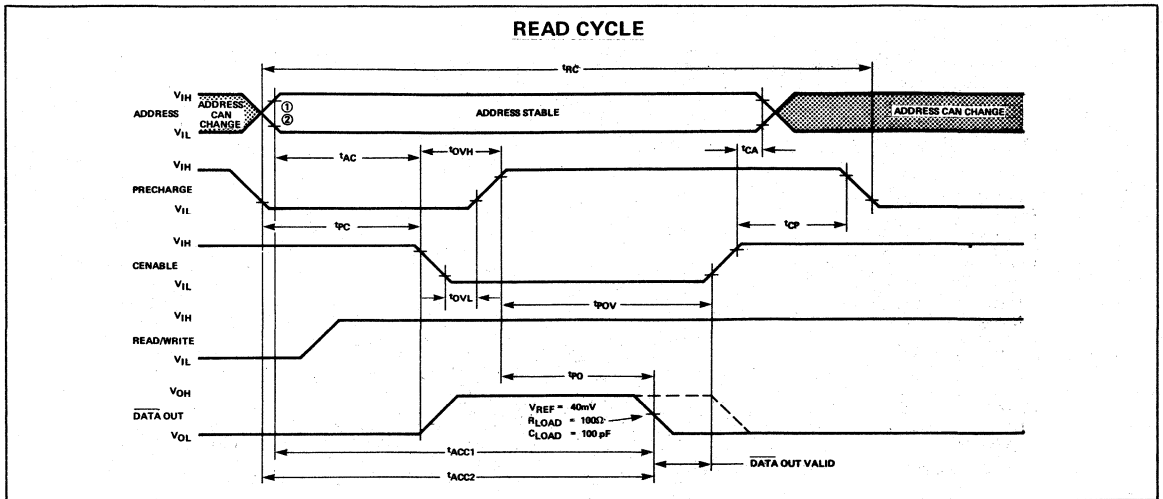 READ CYCLE
tRC
VIH
ADDRESS
VIL
ADDRESS
CAN
CHANGE
①
②
ADDRESS STABLE
ADDRESS CAN CHANGE
tAC
tOVH
tCA
VIH
PRECHARGE
VIL
tPC
tCP
VIH
CENABLE
VIL
tOVL
tPOV
VIH
READ/WRITE
VIL
tPO
VOH
DATA OUT
VOL
VREF = 40mV
RLOAD = 100Ω
CLOAD = 100 pF
tACC1
DATA OUT VALID
tACC2